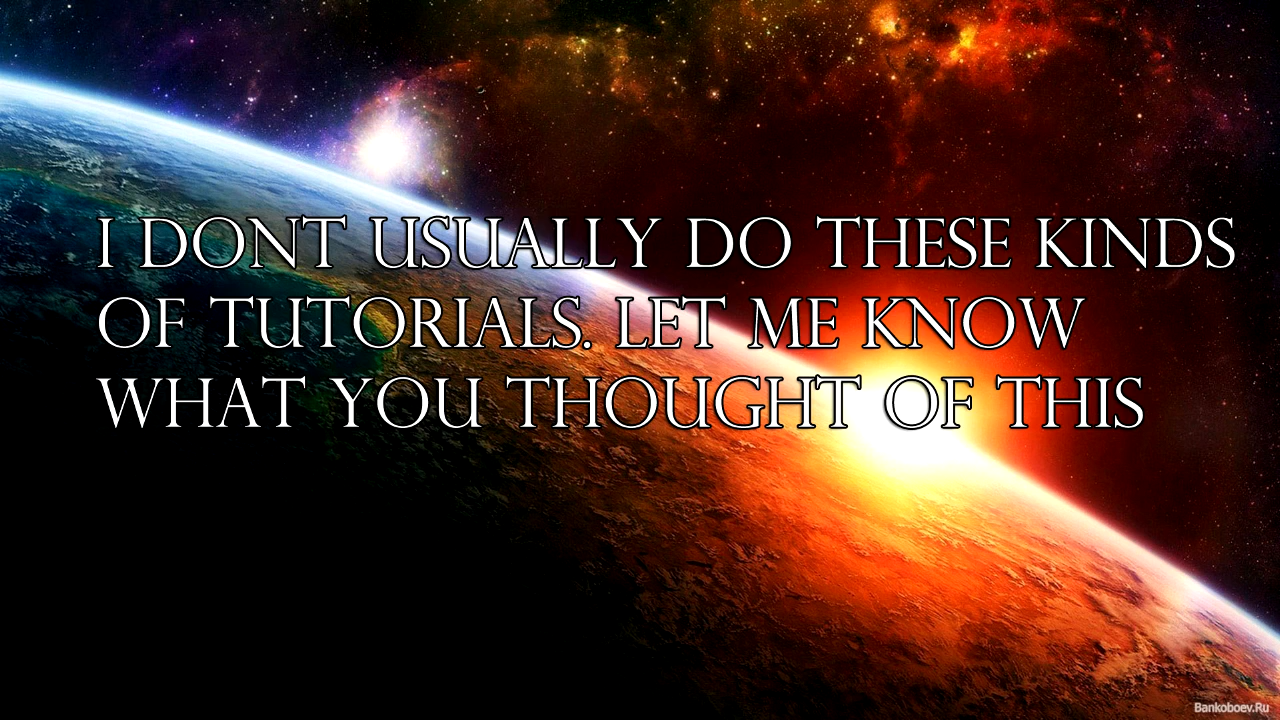 I DONT USUALLY DO THESE KINDS
OF TUTORIALS. LET ME KNOW
WHAT YOU THOUGHT OF THIS
Bankoboev.Ru